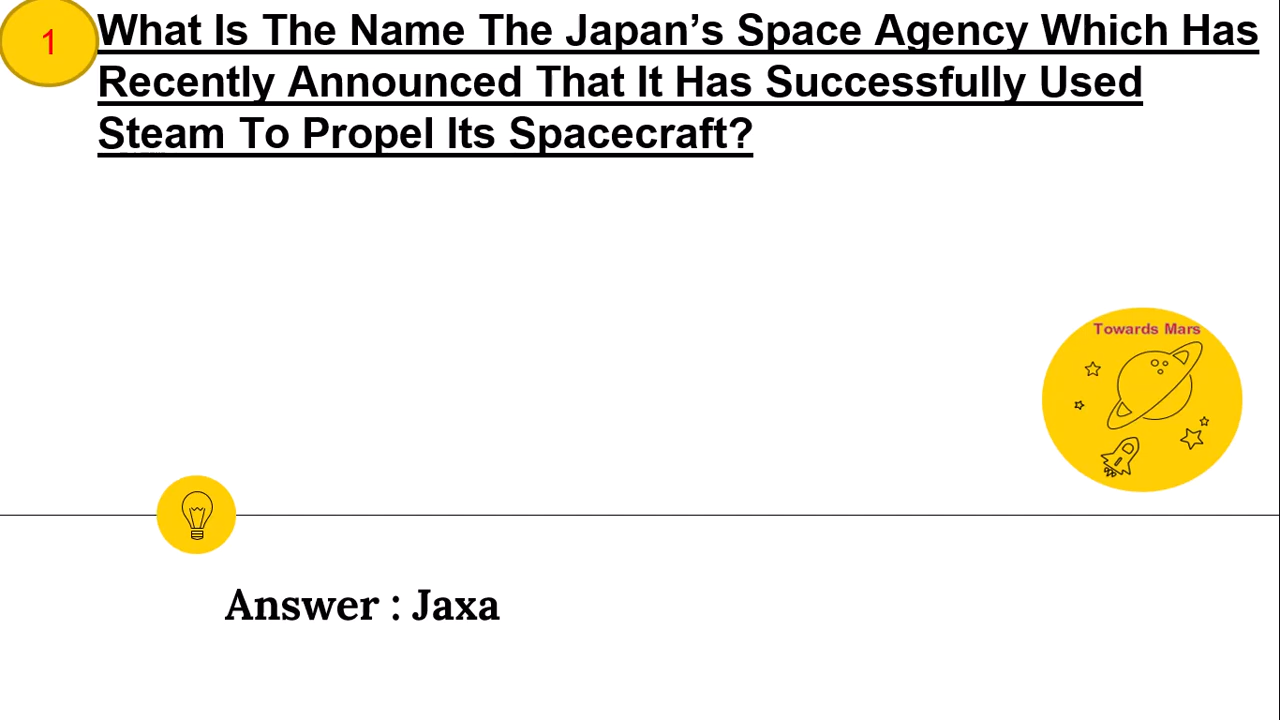 1
What Is The Name The Japan’s Space Agency Which Has
Recently Announced That It Has Successfully Used
Steam To Propel Its Spacecraft?
Towards Mars
Answer : Jaxa